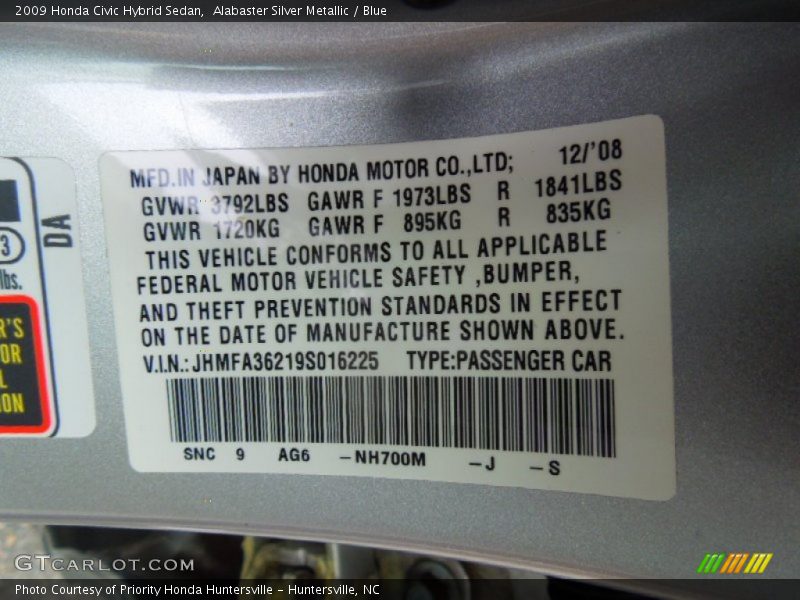 2009 Honda Civic Hybrid Sedan,  Alabaster Silver Metallic / Blue
MFD.IN JAPAN BY HONDA MOTOR CO.,LTD; 12/'08
GVWR 3792LBS GAWR F 1973LBS R 1841LBS
GVWR 1720KG GAWR F 895KG R 835KG
THIS VEHICLE CONFORMS TO ALL APPLICABLE
FEDERAL MOTOR VEHICLE SAFETY ,BUMPER,
AND THEFT PREVENTION STANDARDS IN EFFECT
ON THE DATE OF MANUFACTURE SHOWN ABOVE.
V.I.N.: JHMFA36219S016225 TYPE:PASSENGER CAR
SNC 9 AG6 –NH700M –J –S
DA
3
lbs.
GTCARLOT.COM
Photo Courtesy of Priority Honda Huntersville – Huntersville, NC